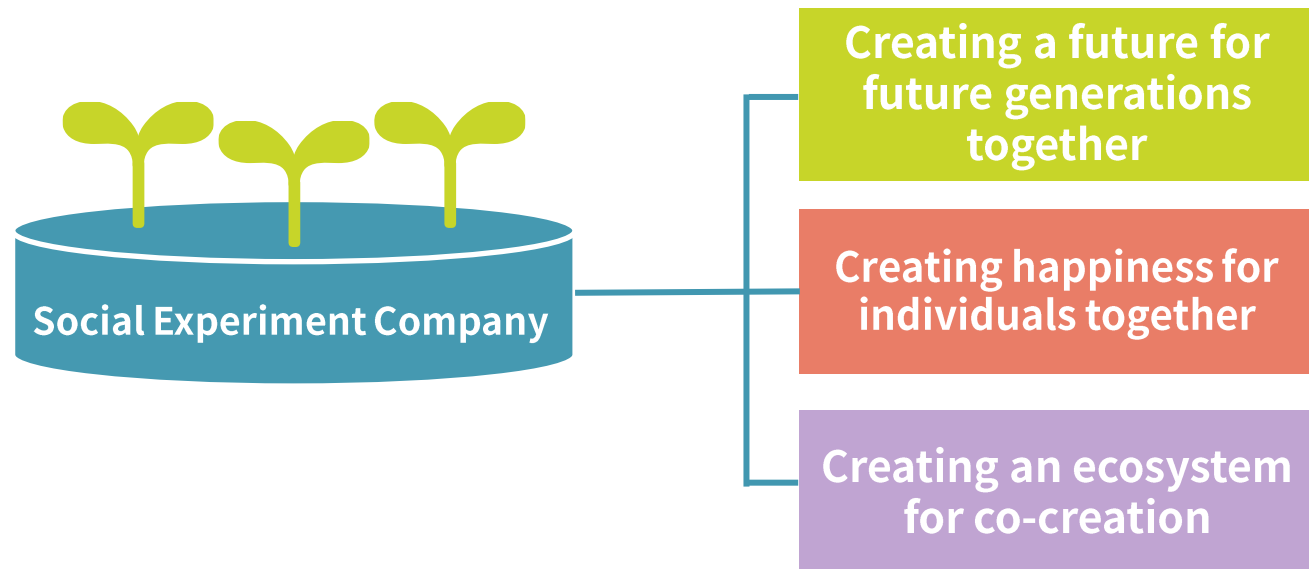 Creating a future for
future generations
together
Social Experiment Company
Creating happiness for
individuals together
Creating an ecosystem
for co-creation